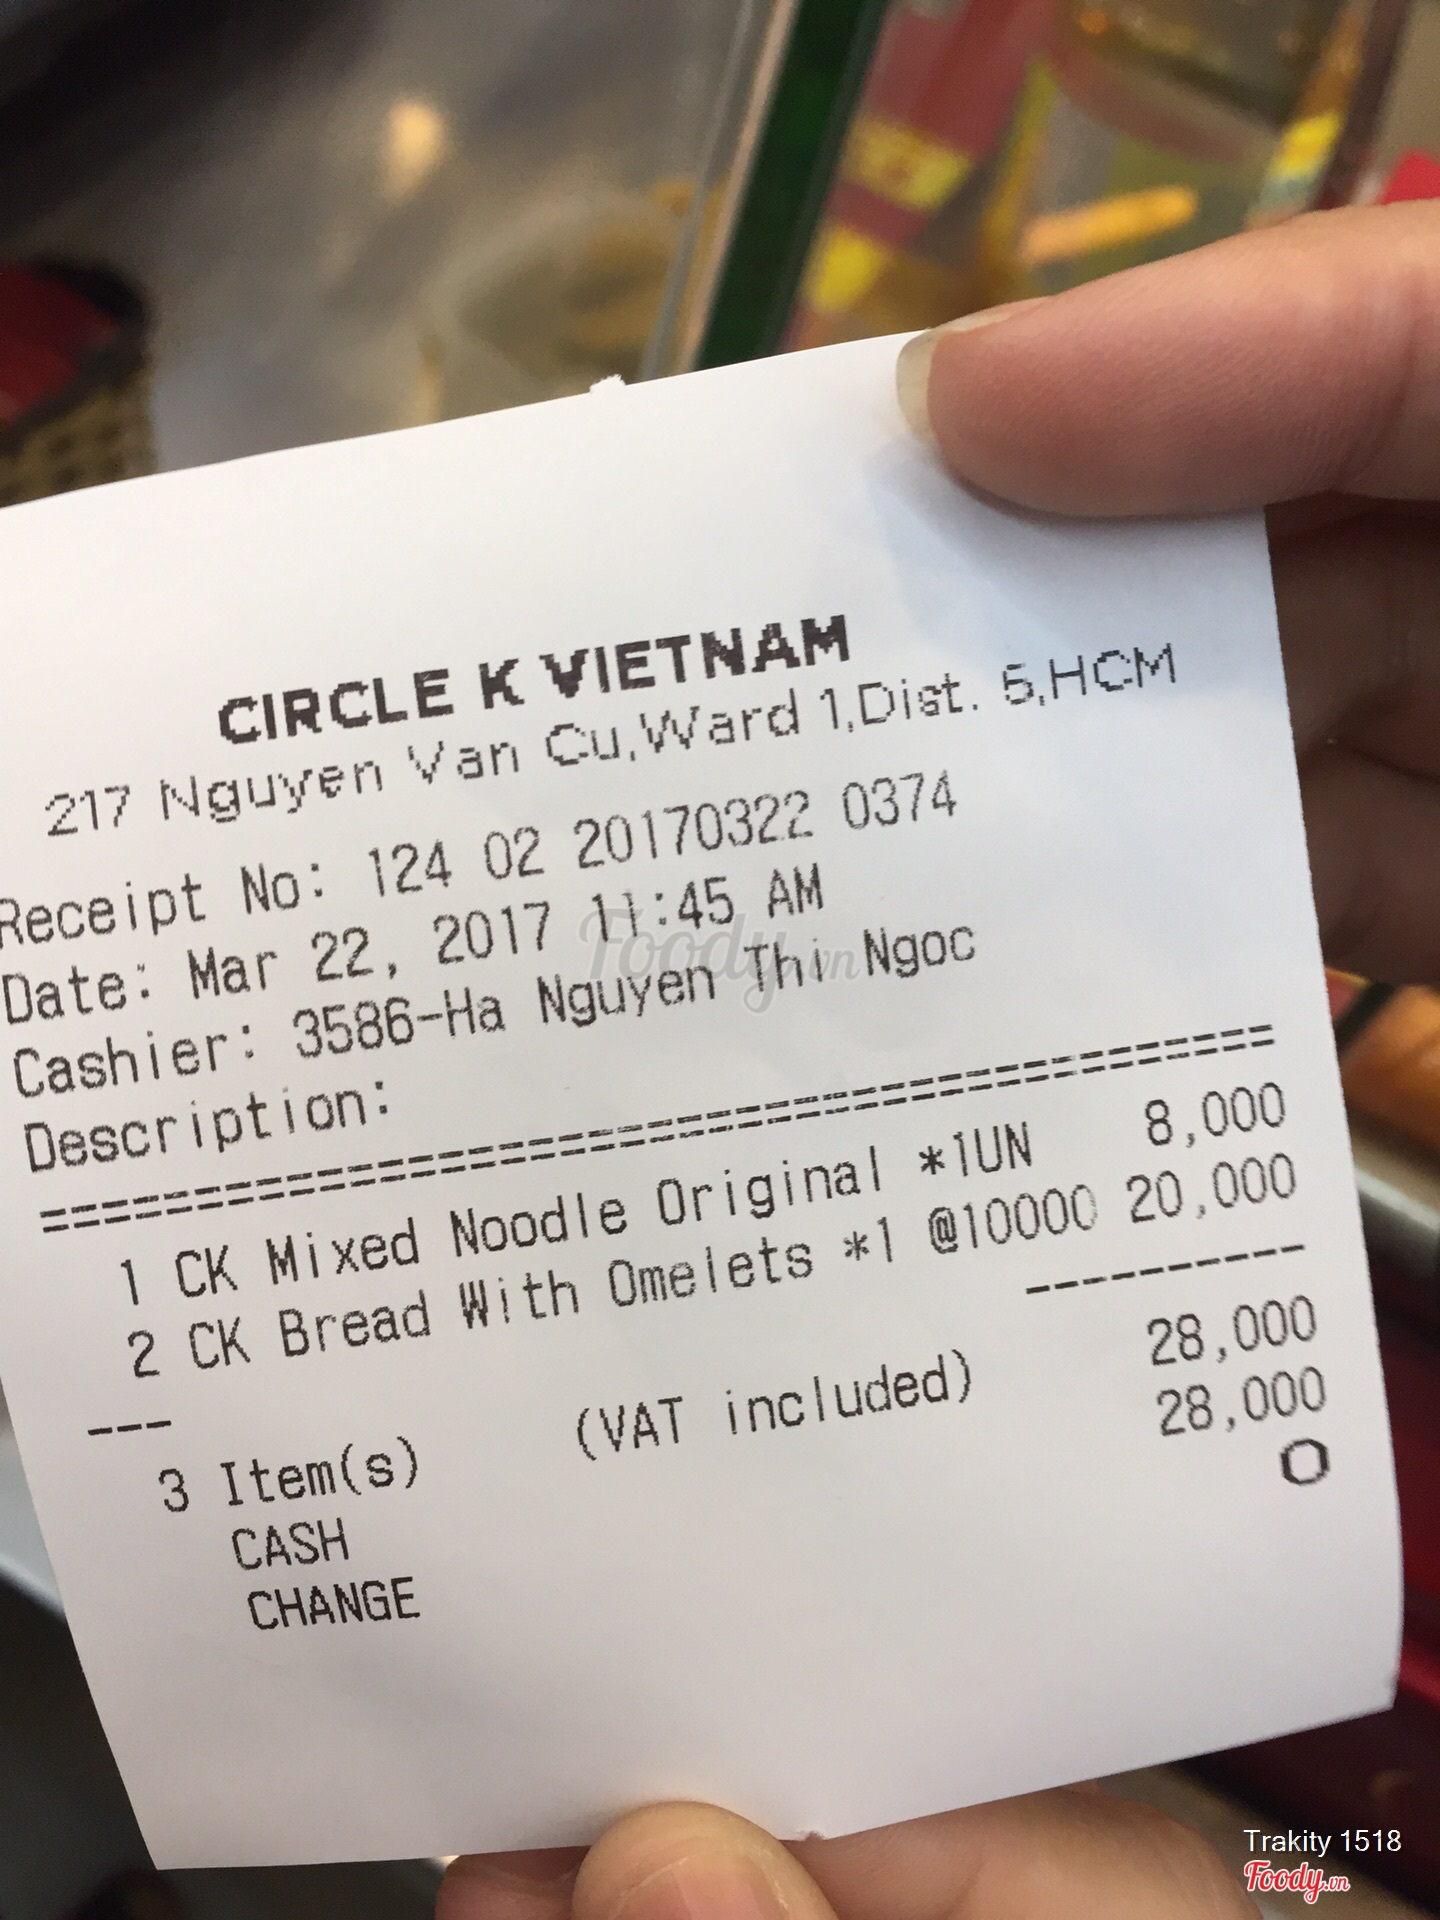 CIRCLE K VIETNAM
217 Nguyen Van Cu,Ward 1,Dist. 5,HCM
Receipt No: 124 02 20170322 0374
Date: Mar 22, 2017 11:45 AM
Cashier: 3586-Ha Nguyen Thi Ngoc
Description:
==================================================
1 CK Mixed Noodle Original *1UN 8,000
2 CK Bread With Omelets *1 @10000 20,000
----------
28,000
---
3 Item(s) (VAT included) 28,000
CASH 0
CHANGE
Foody.vn
Trakity 1518
Foody.vn